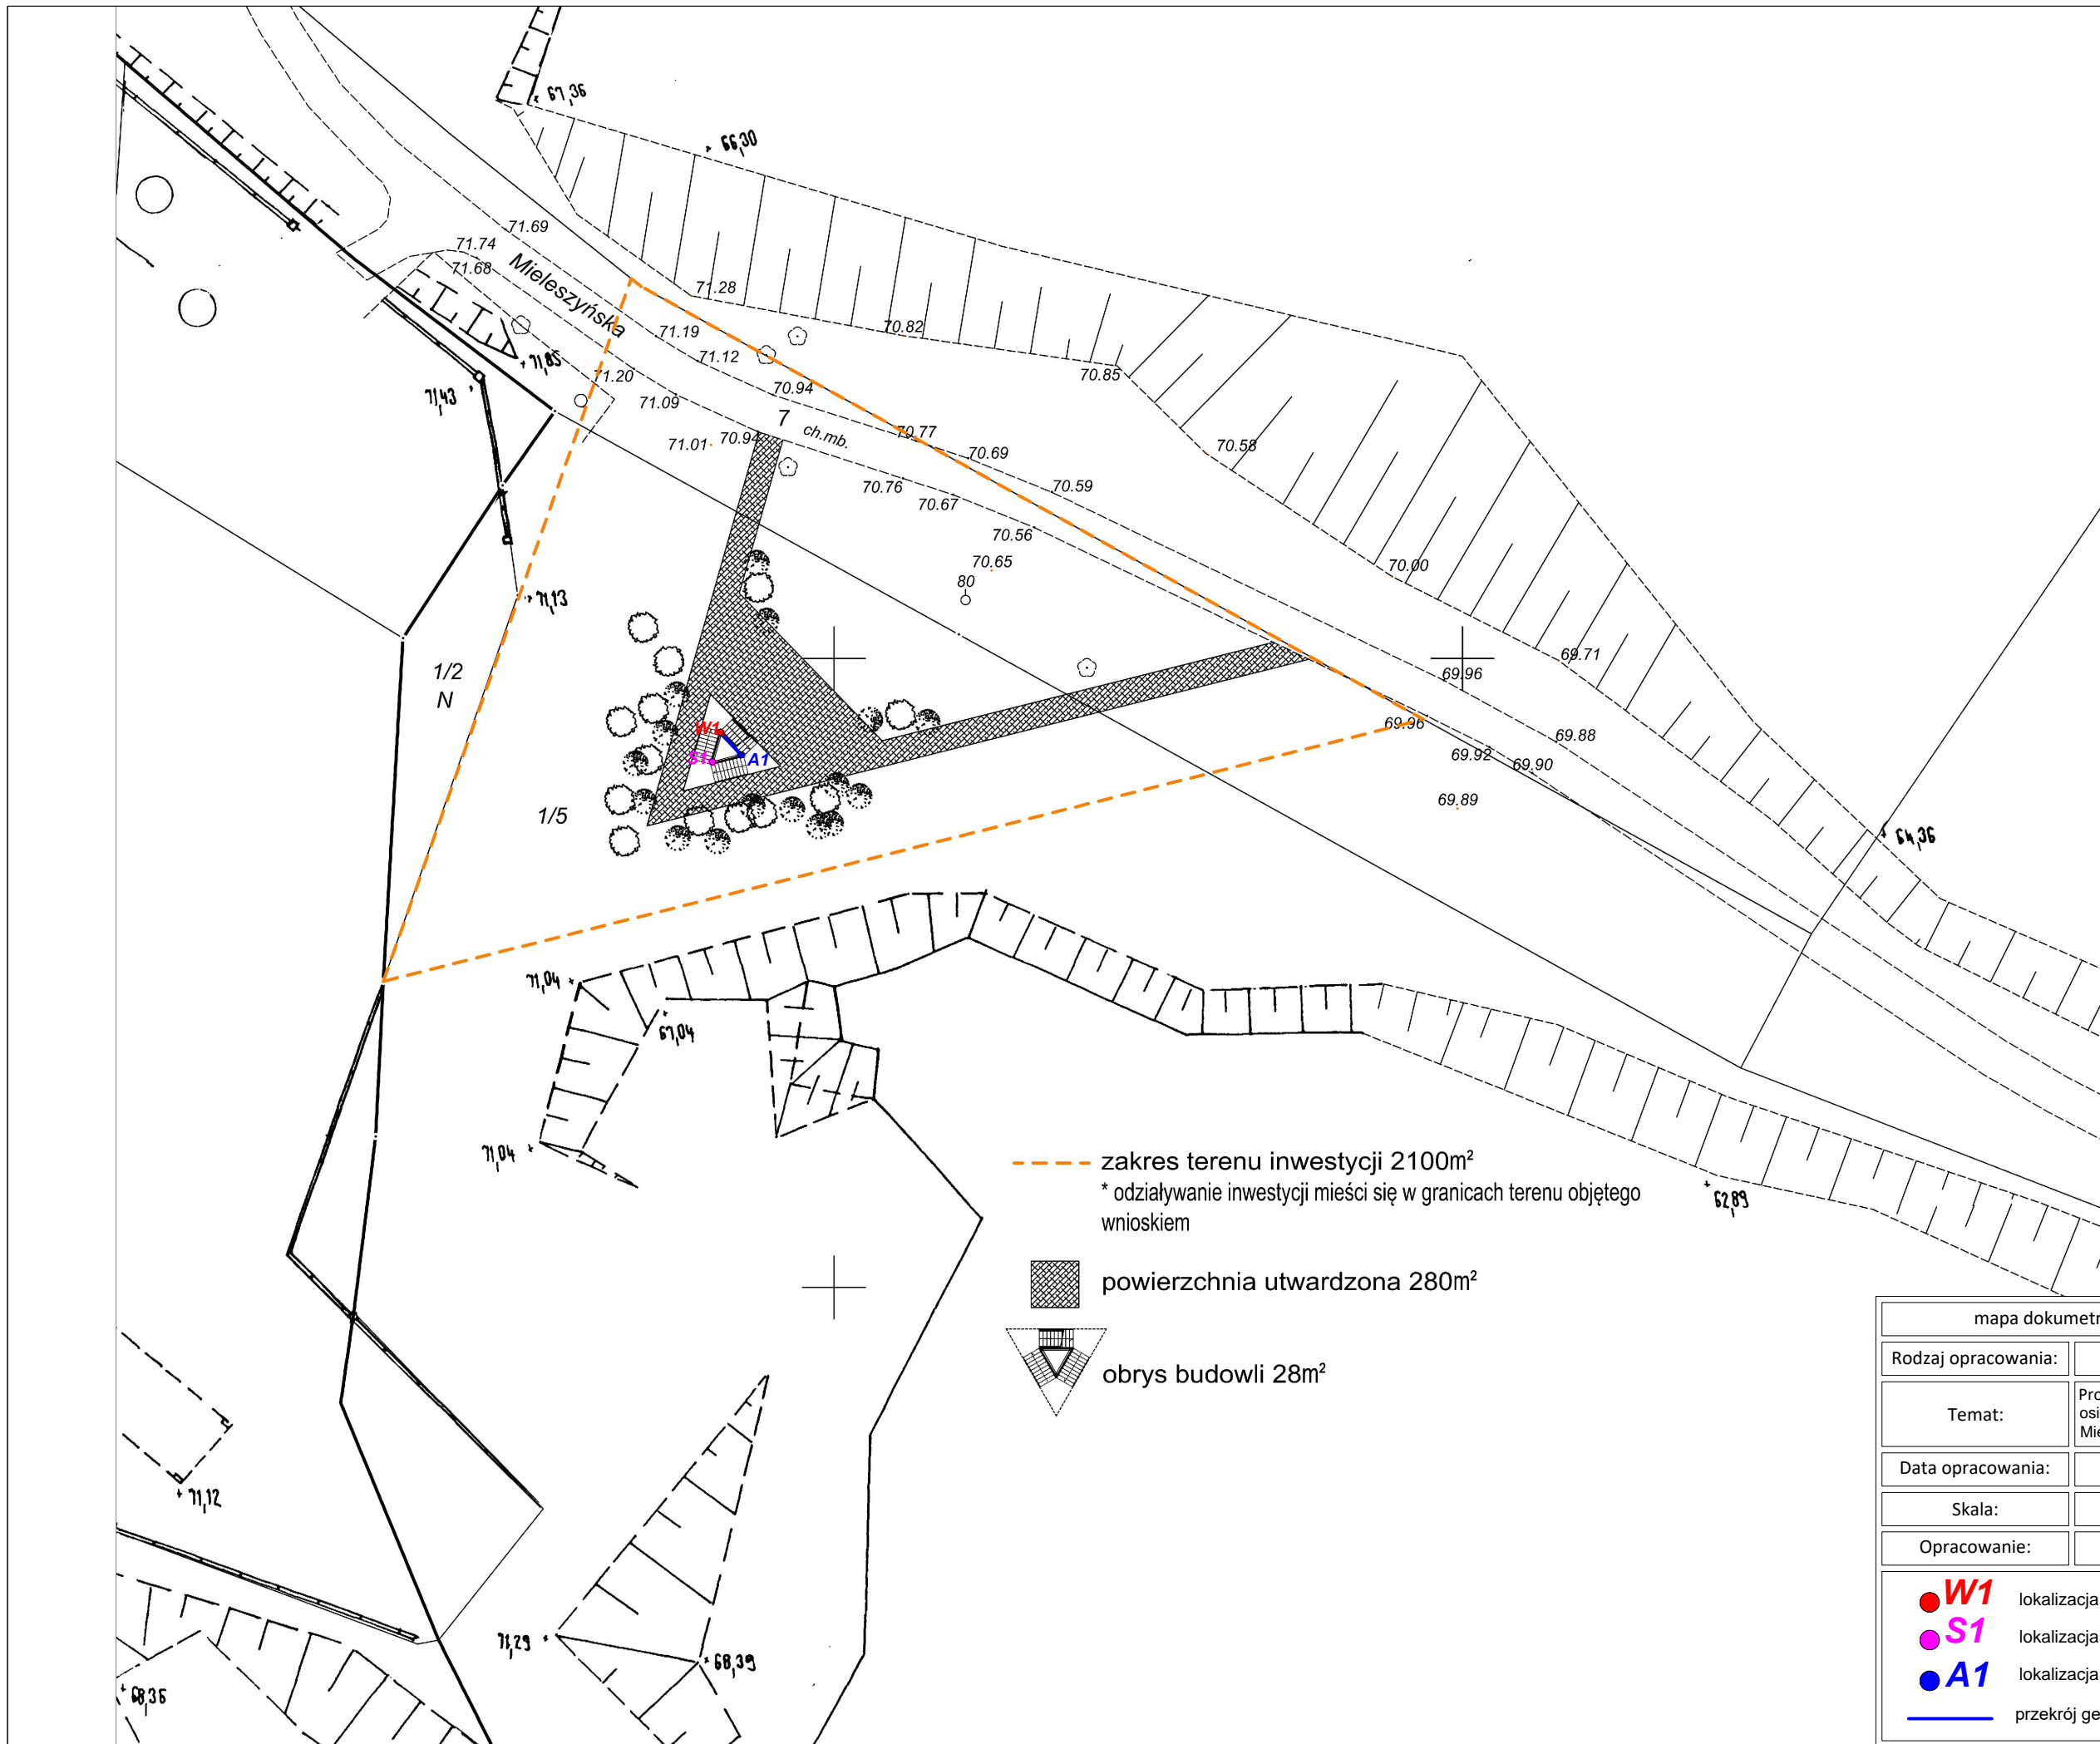 67,36
66,30
71.69
71.74
71.68
Mieleszyńska
71.28
71.19
70.82
71.12
71,85
71.20
70.85
71,43
70.94
71.09
7
ch.mb.
70.77
71.01
70.94
70.69
70.58
70.76
70.59
70.67
70.56
70.65
70.00
80
71,13
1/2
N
69.71
69.96
W1
69.96
69.88
S1
A1
69.92
69.90
69.89
1/5
64,36
71,04
67,04
71,04
zakres terenu inwestycji 2100m²
* odziaływanie inwestycji mieści się w granicach terenu objętego
wnioskiem
62,89
powierzchnia utwardzona 280m²
obrys budowli 28m²
71,12
71,29
68,39
68,36
mapa dokumetn
Rodzaj opracowania:
Temat:
Pro
osi
Mie
Data opracowania:
Skala:
Opracowanie:
W1 lokalizacja
S1 lokalizacja
A1 lokalizacja
przekrój ge